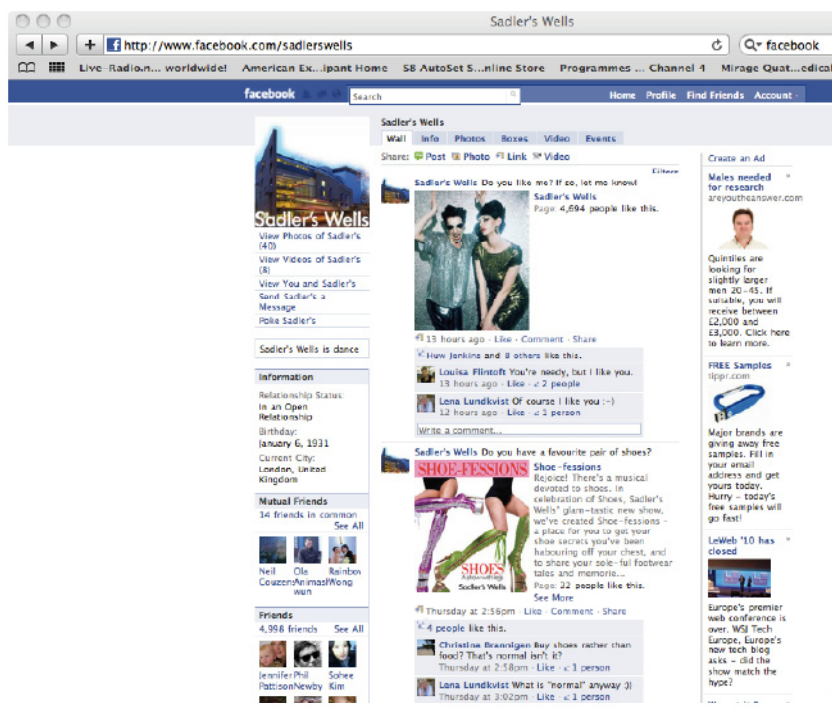 Sadler's Wells
http://www.facebook.com/sadlerswells
facebook
Live-Radio.n... worldwide!
American Ex...ipant Home
S8 AutoSet S...nline Store
Programmes ... Channel 4
Mirage Quat...edical
facebook
Search
Home
Profile
Find Friends
Account
Sadler's Wells
View Photos of Sadler's
(40)
View Videos of Sadler's
(8)
View You and Sadler's
Send Sadler's a
Message
Poke Sadler's
Sadler's Wells is dance
Information
Relationship Status:
In an Open
Relationship
Birthday:
January 6, 1931
Current City:
London, United
Kingdom
Mutual Friends
14 friends in common
See All
Neil
Couzens
Ola
Animasl
wun
Rainbow
Wong
Friends
4,998 friends
See All
Jennifer
Pattison
Phil
Newby
Sohee
Kim
Sadler's Wells
Wall
Info
Photos
Boxes
Video
Events
Share:
Post
Photo
Link
Video
Filters
Sadler's Wells Do you like me? If so, let me know!
Sadler's Wells
Page: 4,694 people like this.
13 hours ago · Like · Comment · Share
Huw Jenkins and 8 others like this.
Louisa Flintoft You're needy, but I like you.
13 hours ago · Like · 2 people
Lena Lundkvist Of course I like you :-)
12 hours ago · Like · 1 person
Write a comment...
Sadler's Wells Do you have a favourite pair of shoes?
SHOE-FESSIONS
SHOES
Sadler's Wells
Shoe-fessions
Rejoice! There's a musical
devoted to shoes. In
celebration of Shoes, Sadler's
Wells' glam-tastic new show,
we've created Shoe-fessions -
a place for you to get your
shoe secrets you've been
habouring off your chest, and
to share your sole-ful footwear
tales and memorie...
Page: 22 people like this.
See More
Thursday at 2:56pm · Like · Comment · Share
4 people like this.
Christina Brannigan Buy shoes rather than
food? That's normal isn't it?
Thursday at 2:58pm · Like · 1 person
Lena Lundkvist What is "normal" anyway :))
Thursday at 3:02pm · Like · 1 person
Create an Ad
Males needed
for research
areyoutheanswer.com
Quintiles are
looking for
slightly larger
men 20-45. If
suitable, you will
receive between
£2,000 and
£3,000. Click here
to learn more.
FREE Samples
tippr.com
Major brands are
giving away free
samples. Fill in
your email
address and get
yours today.
Hurry - today's
free samples will
go fast!
LeWeb '10 has
closed
Europe's premier
web conference is
over. WSJ Tech
Europe, Europe's
new tech blog
asks - did the
show match the
hype?